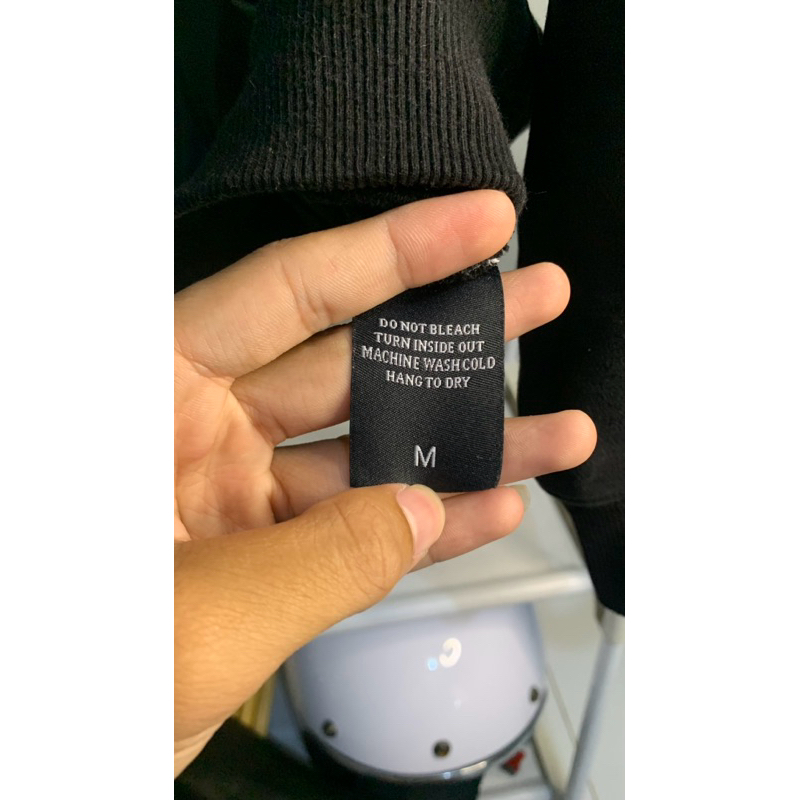 DO NOT BLEACH
TURN INSIDE OUT
MACHINE WASH COLD
HANG TO DRY
M